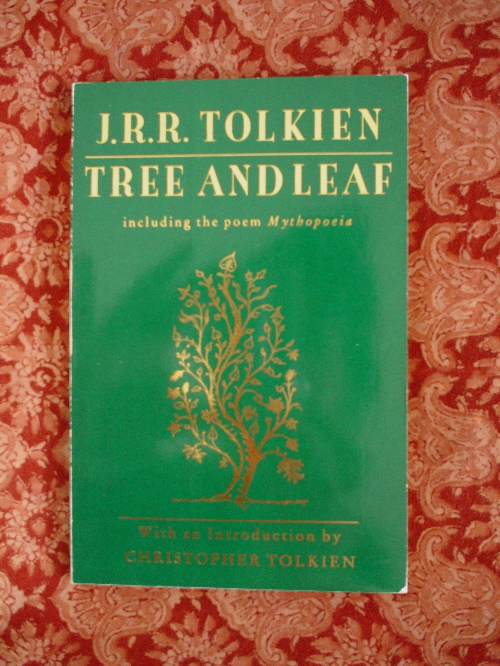 J.R.R. TOLKIEN
TREE AND LEAF
including the poem Mythopoeia
With an Introduction by
CHRISTOPHER TOLKIEN